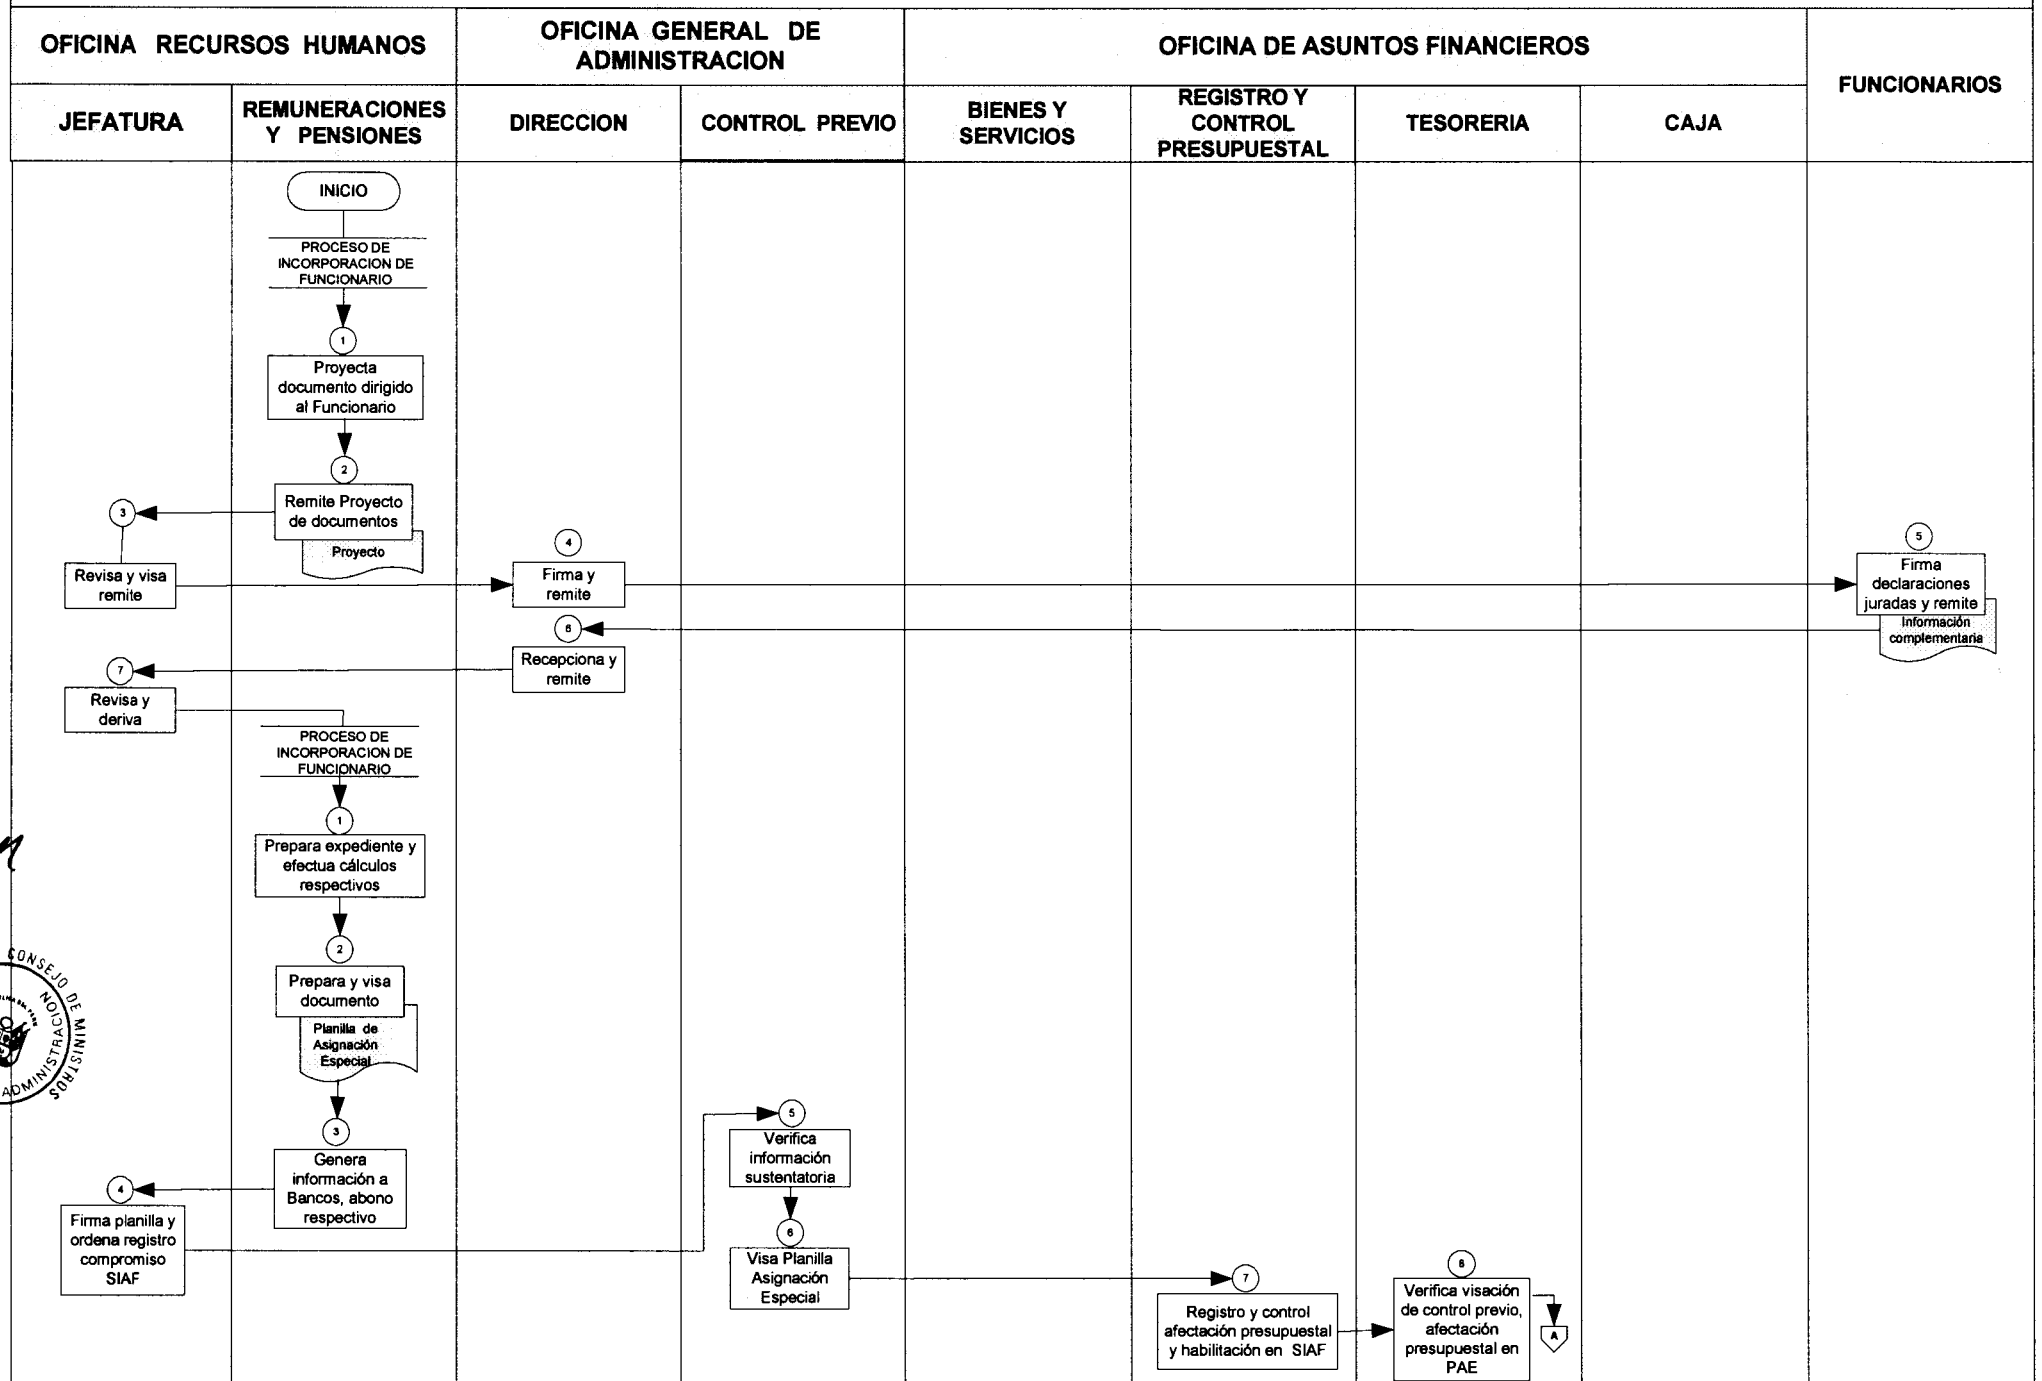 OFICINA RECURSOS HUMANOS
OFICINA GENERAL DE
ADMINISTRACION
OFICINA DE ASUNTOS FINANCIEROS
FUNCIONARIOS
JEFATURA
REMUNERACIONES
Y PENSIONES
DIRECCION
CONTROL PREVIO
BIENES Y
SERVICIOS
REGISTRO Y
CONTROL
PRESUPUESTAL
TESORERIA
CAJA
INICIO
PROCESO DE
INCORPORACION DE
FUNCIONARIO
1
Proyecta
documento dirigido
al Funcionario
2
Remite Proyecto
de documentos
Proyecto
3
Revisa y visa
remite
4
Firma y
remite
5
Firma
declaraciones
juradas y remite
Información
complementaria
6
Recepciona y
remite
7
Revisa y
deriva
PROCESO DE
INCORPORACION DE
FUNCIONARIO
1
Prepara expediente y
efectua cálculos
respectivos
2
Prepara y visa
documento
Planilla de
Asignación
Especial
3
Genera
información a
Bancos, abono
respectivo
4
Firma planilla y
ordena registro
compromiso
SIAF
5
Verifica
información
sustentatoria
6
Visa Planilla
Asignación
Especial
7
Registro y control
afectación presupuestal
y habilitación en SIAF
8
Verifica visación
de control previo,
afectación
presupuestal en
PAE
A
CONSEJO DE MINISTROS